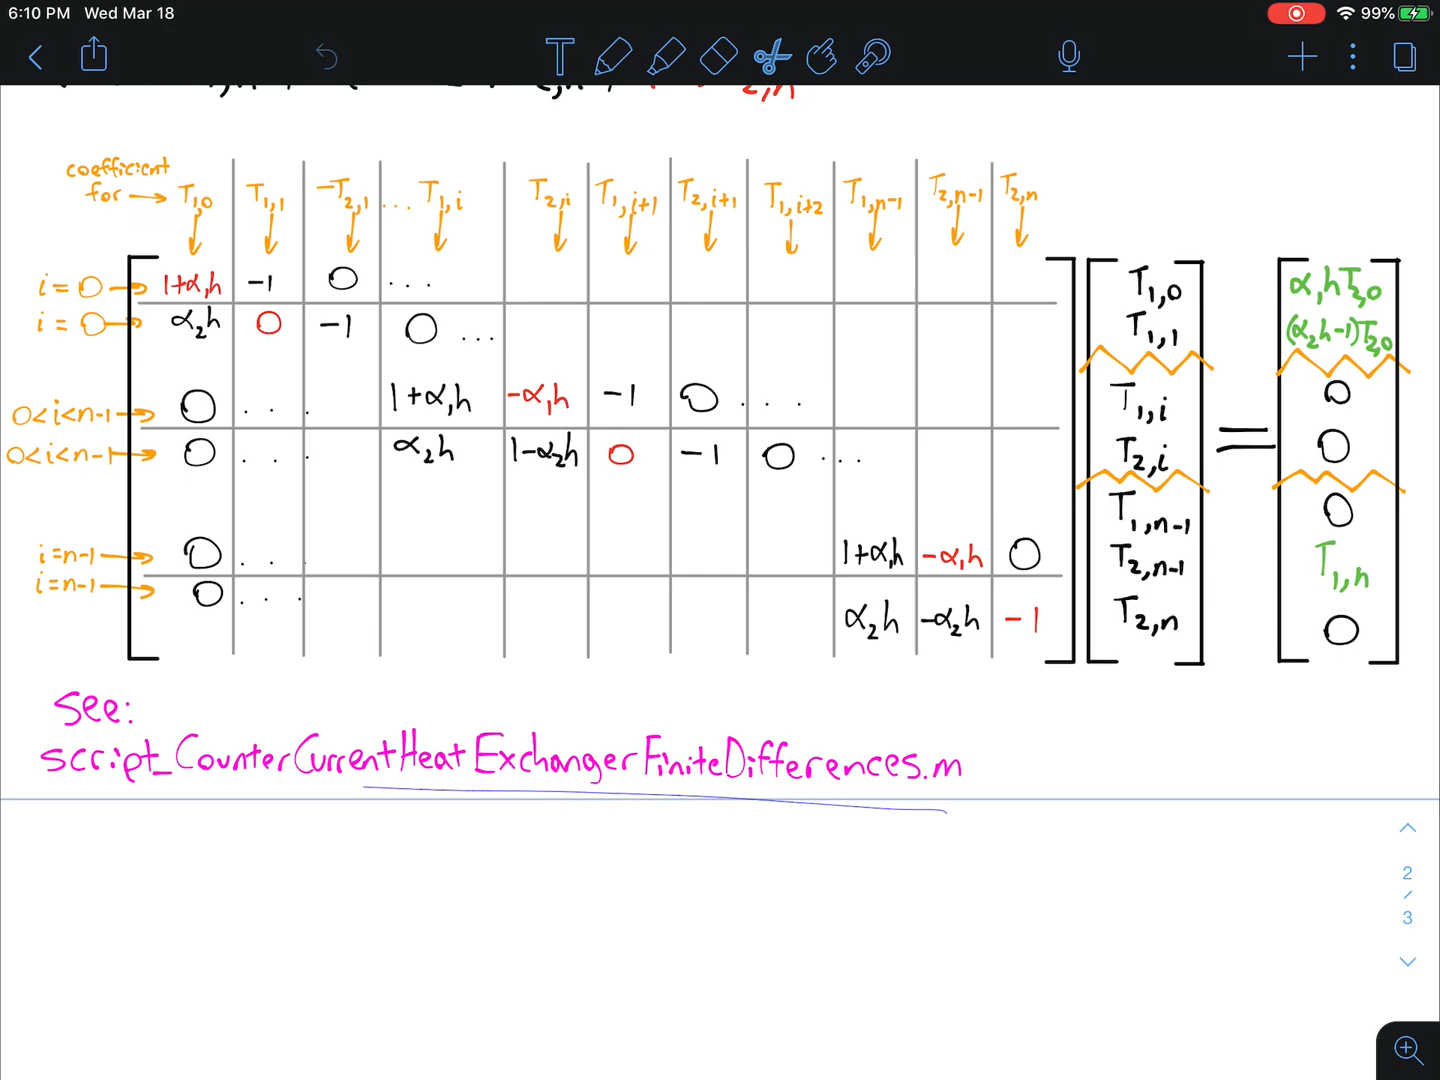 6:10 PM Wed Mar 18 99%
coefficient
for → T1,0 T1,1 -T2,1 ... T1,i T2,i T1,i+1 T2,i+1 T1,i+2 T1,n-1 T2,n-1 T2,n
i=0 → 1+α1h -1 0 ... T1,0 α1hT2,0
i=0 → α2h 0 -1 0 ... T1,1 (α2h-1)T2,0
0<i<n-1 → 0 ... 1+α1h -α1h -1 0 ... T1,i 0
0<i<n-1 → 0 ... α2h 1-α2h 0 -1 0 ... T2,i = 0
T1,n-1 0
i=n-1 → 0 ... 1+α1h -α1h 0 T2,n-1 T1,n
i=n-1 → 0 ... α2h -α2h -1 T2,n 0
see:
script_CounterCurrentHeatExchangerFiniteDifferences.m
2
/
3